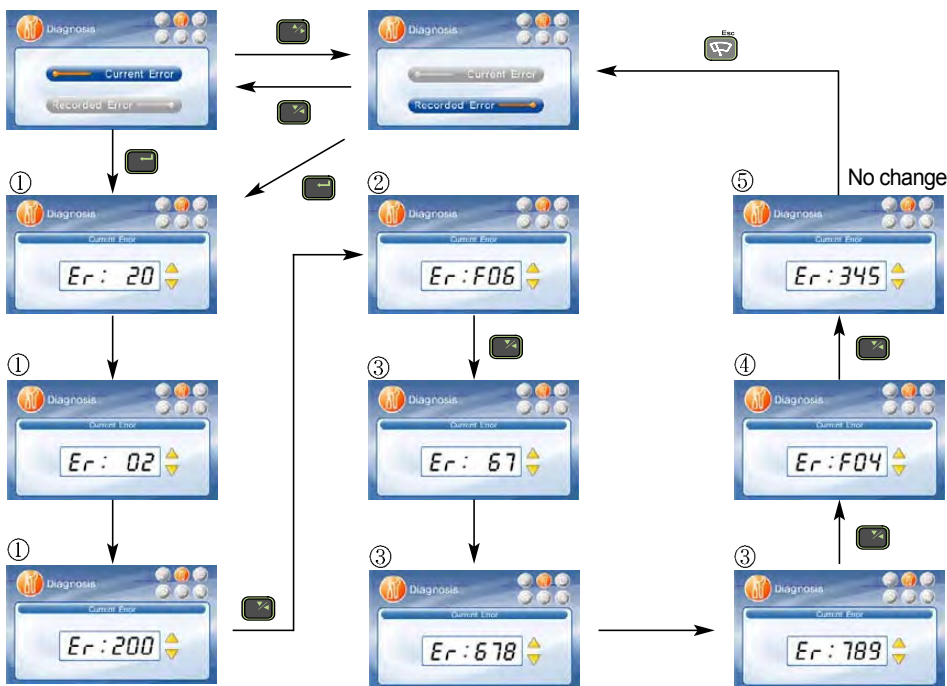 Diagnosis
Current Error
Recorded Error
Diagnosis
Current Error
Recorded Error
Esc
①
Diagnosis
Current Error
Er: 20
②
Diagnosis
Current Error
Er:F06
⑤
No change
Diagnosis
Current Error
Er:345
①
Diagnosis
Current Error
Er: 02
③
Diagnosis
Current Error
Er: 67
④
Diagnosis
Current Error
Er:F04
①
Diagnosis
Current Error
Er:200
③
Diagnosis
Current Error
Er:678
③
Diagnosis
Current Error
Er:789